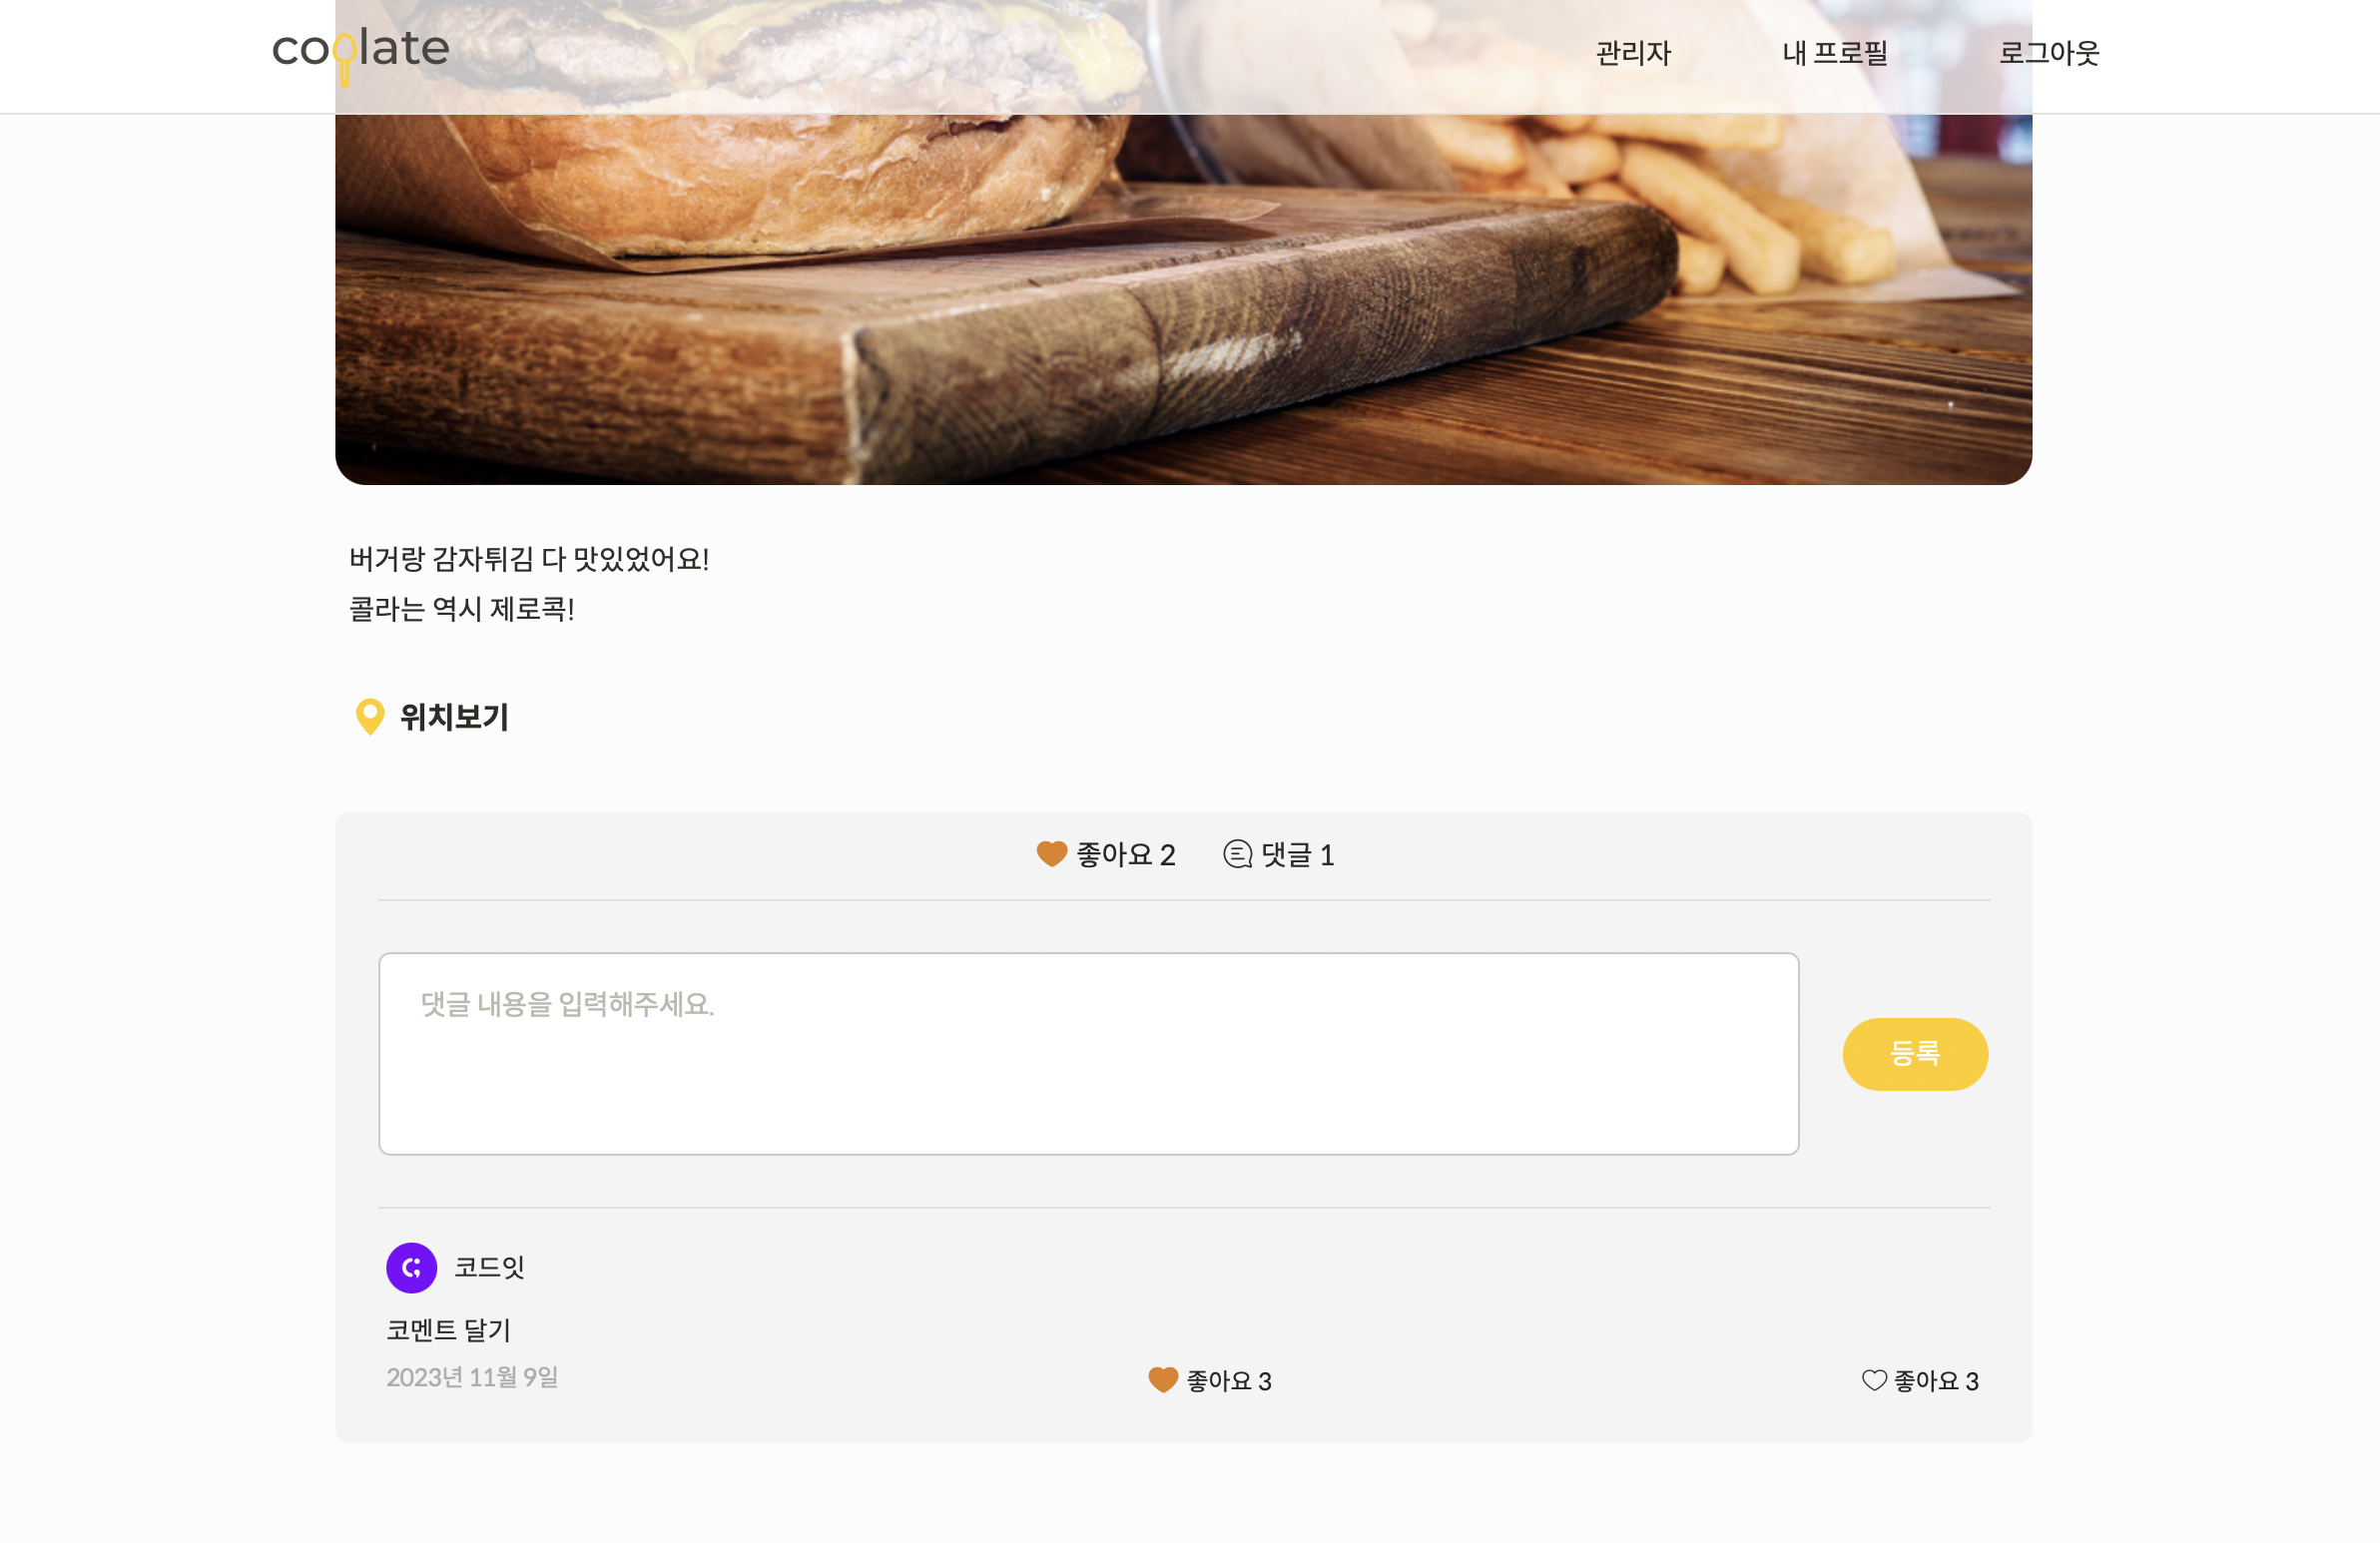 coplate
관리자
내 프로필
로그아웃
버거랑 감자튀김 다 맛있었어요!
콜라는 역시 제로콕!
위치보기
좋아요 2
댓글 1
댓글 내용을 입력해주세요.
등록
코드잇
코멘트 달기
2023년 11월 9일
좋아요 3
좋아요 3